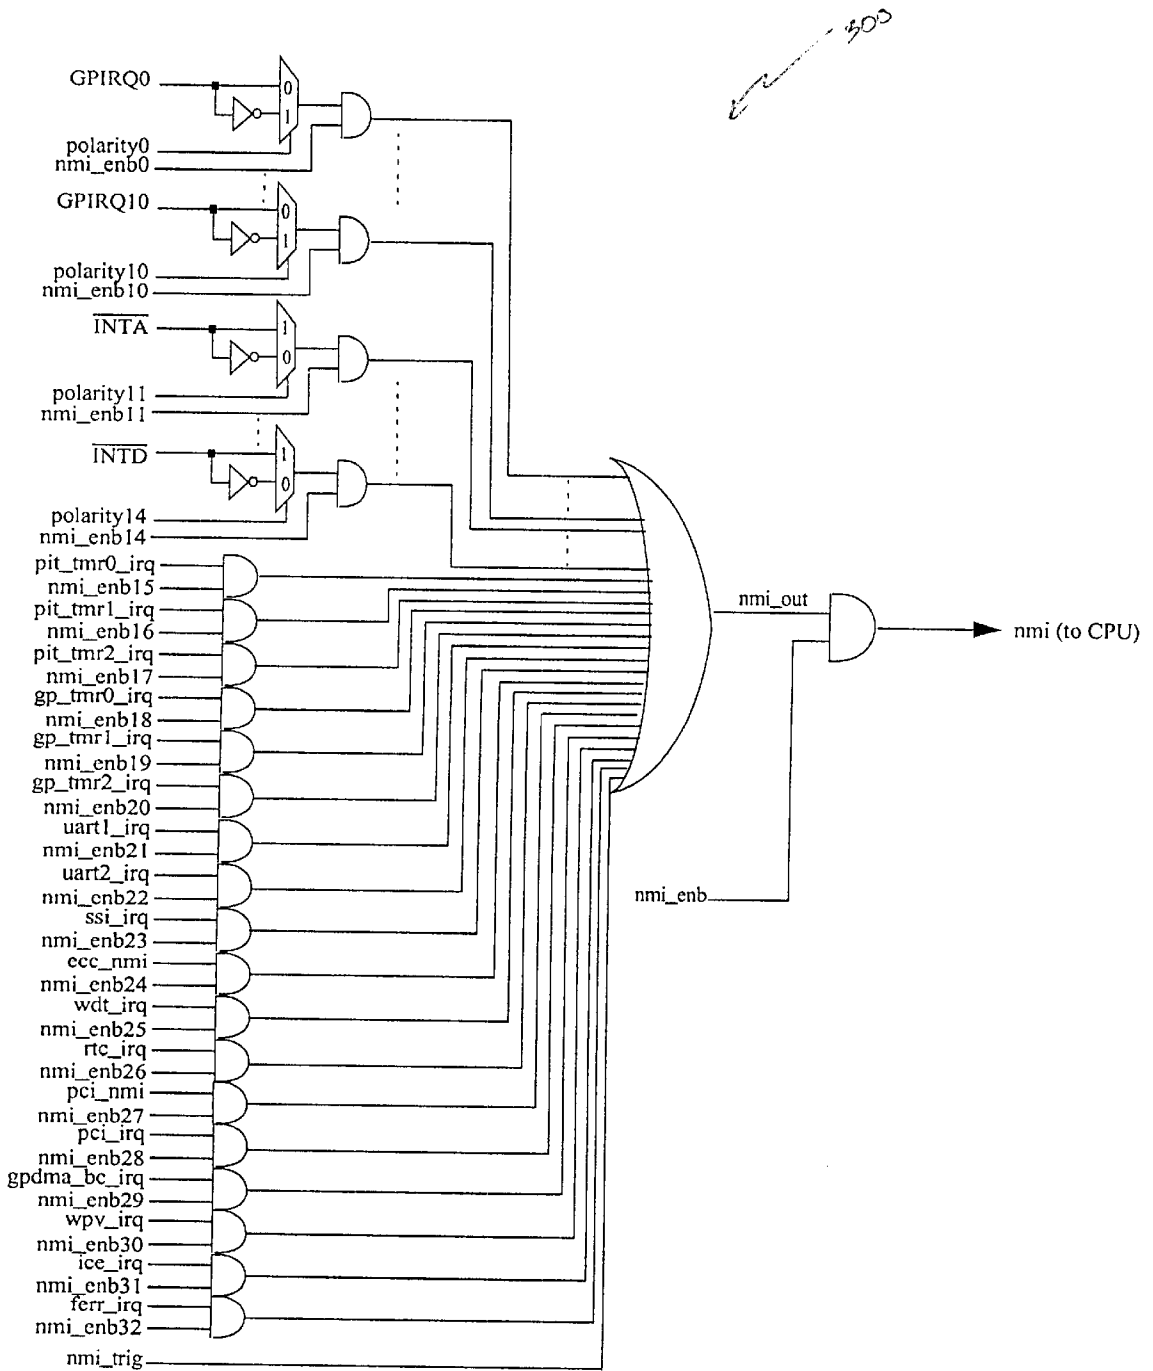 300
GPIRQ0
0
1
polarity0
nmi_enb0
GPIRQ10
0
1
polarity10
nmi_enb10
INTA
1
0
polarity11
nmi_enb11
INTD
1
0
polarity14
nmi_enb14
pit_tmr0_irq
nmi_enb15
pit_tmr1_irq
nmi_enb16
pit_tmr2_irq
nmi_enb17
gp_tmr0_irq
nmi_enb18
gp_tmr1_irq
nmi_enb19
gp_tmr2_irq
nmi_enb20
uart1_irq
nmi_enb21
uart2_irq
nmi_enb22
ssi_irq
nmi_enb23
ecc_nmi
nmi_enb24
wdt_irq
nmi_enb25
rtc_irq
nmi_enb26
pci_nmi
nmi_enb27
pci_irq
nmi_enb28
gpdma_bc_irq
nmi_enb29
wpv_irq
nmi_enb30
ice_irq
nmi_enb31
ferr_irq
nmi_enb32
nmi_trig
nmi_out
nmi (to CPU)
nmi_enb